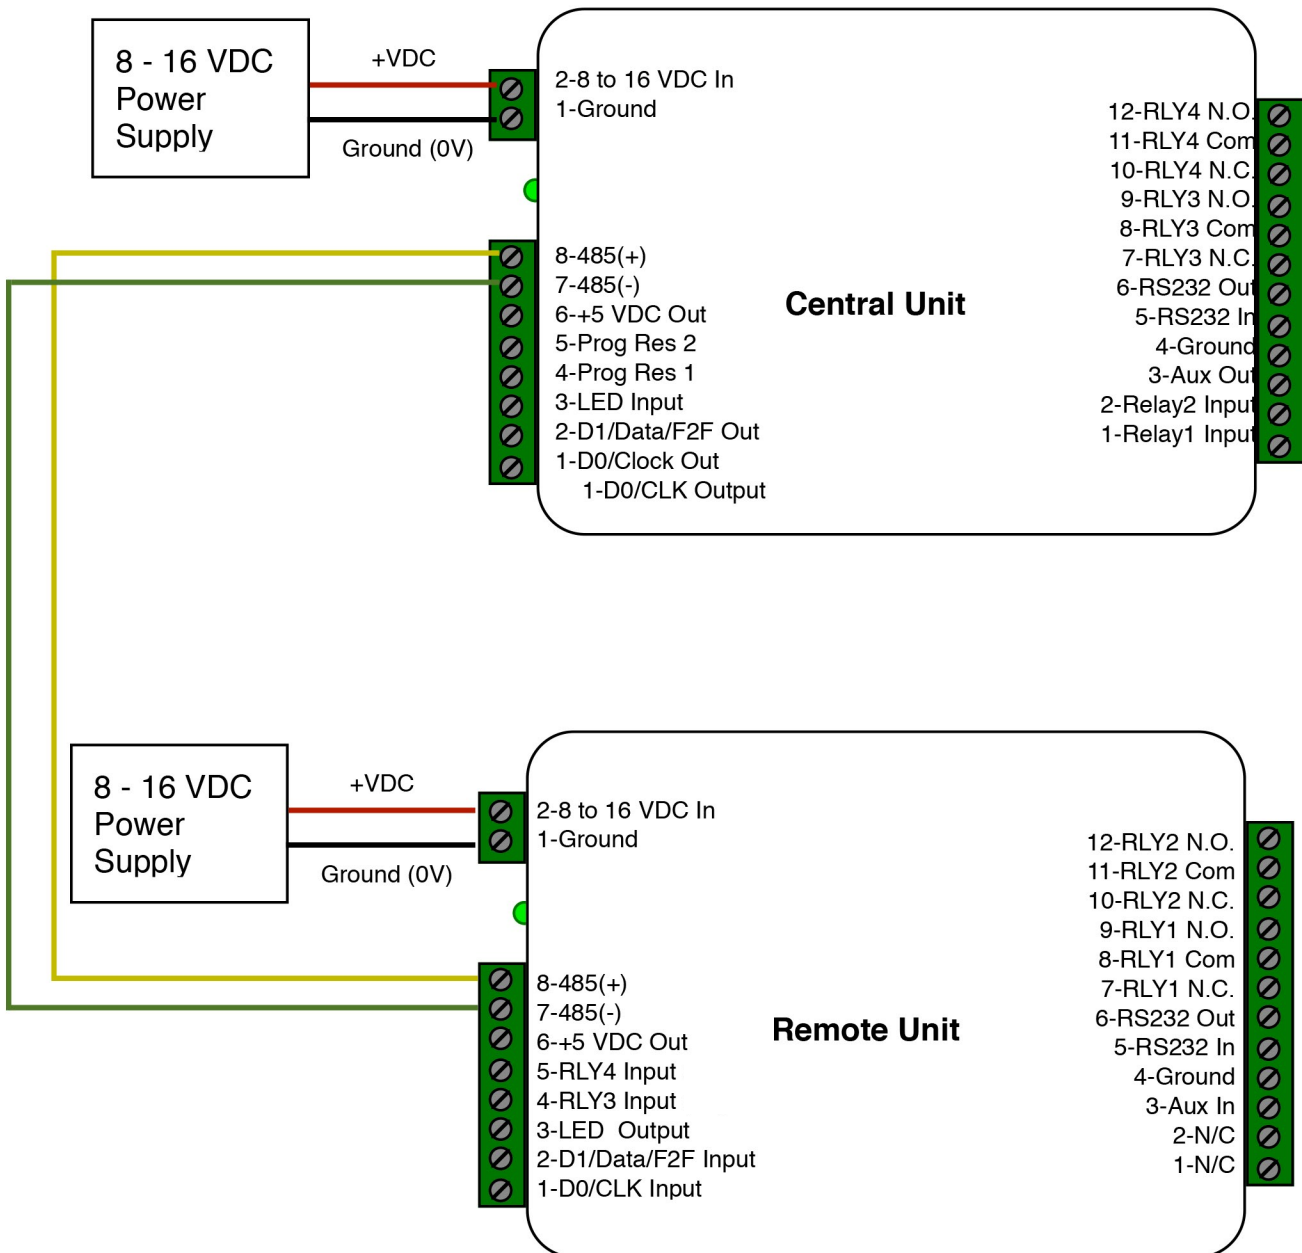 8 - 16 VDC
Power
Supply
+VDC
Ground (0V)
2-8 to 16 VDC In
1-Ground
8-485(+)
7-485(-)
6-+5 VDC Out
5-Prog Res 2
4-Prog Res 1
3-LED Input
2-D1/Data/F2F Out
1-D0/Clock Out
1-D0/CLK Output
Central Unit
12-RLY4 N.O.
11-RLY4 Com
10-RLY4 N.C.
9-RLY3 N.O.
8-RLY3 Com
7-RLY3 N.C.
6-RS232 Out
5-RS232 In
4-Ground
3-Aux Out
2-Relay2 Input
1-Relay1 Input
8 - 16 VDC
Power
Supply
+VDC
Ground (0V)
2-8 to 16 VDC In
1-Ground
8-485(+)
7-485(-)
6-+5 VDC Out
5-RLY4 Input
4-RLY3 Input
3-LED  Output
2-D1/Data/F2F Input
1-D0/CLK Input
Remote Unit
12-RLY2 N.O.
11-RLY2 Com
10-RLY2 N.C.
9-RLY1 N.O.
8-RLY1 Com
7-RLY1 N.C.
6-RS232 Out
5-RS232 In
4-Ground
3-Aux In
2-N/C
1-N/C